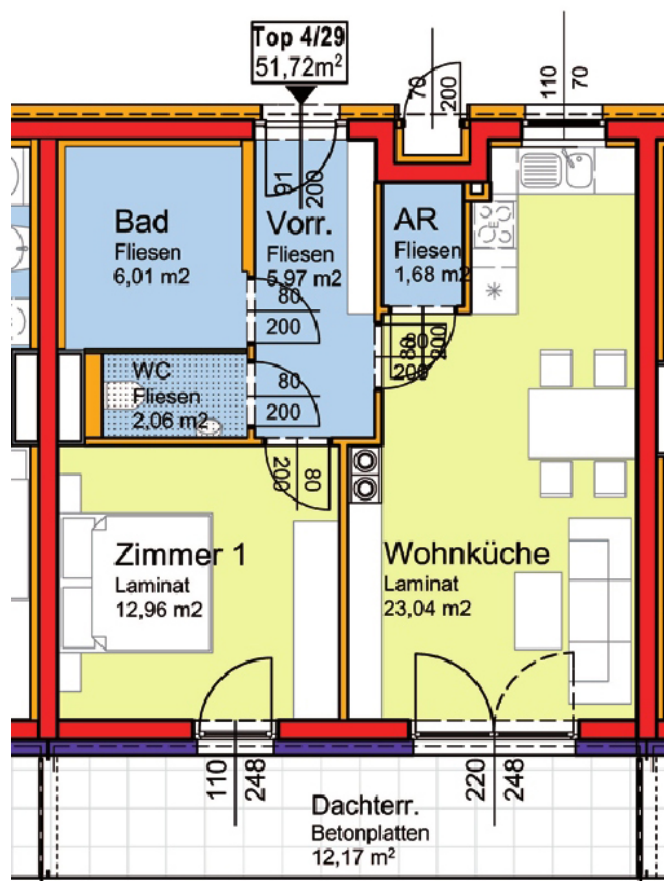 Top 4/29
51,72m²
70
200
110
70
91
200
Bad
Fliesen
6,01 m2
Vorr.
Fliesen
5,97 m2
AR
Fliesen
1,68 m2
80
200
80
200
80
200
WC
Fliesen
2,06 m2
80
200
200
80
Zimmer 1
Laminat
12,96 m2
Wohnküche
Laminat
23,04 m2
110
248
220
248
Dachterr.
Betonplatten
12,17 m²